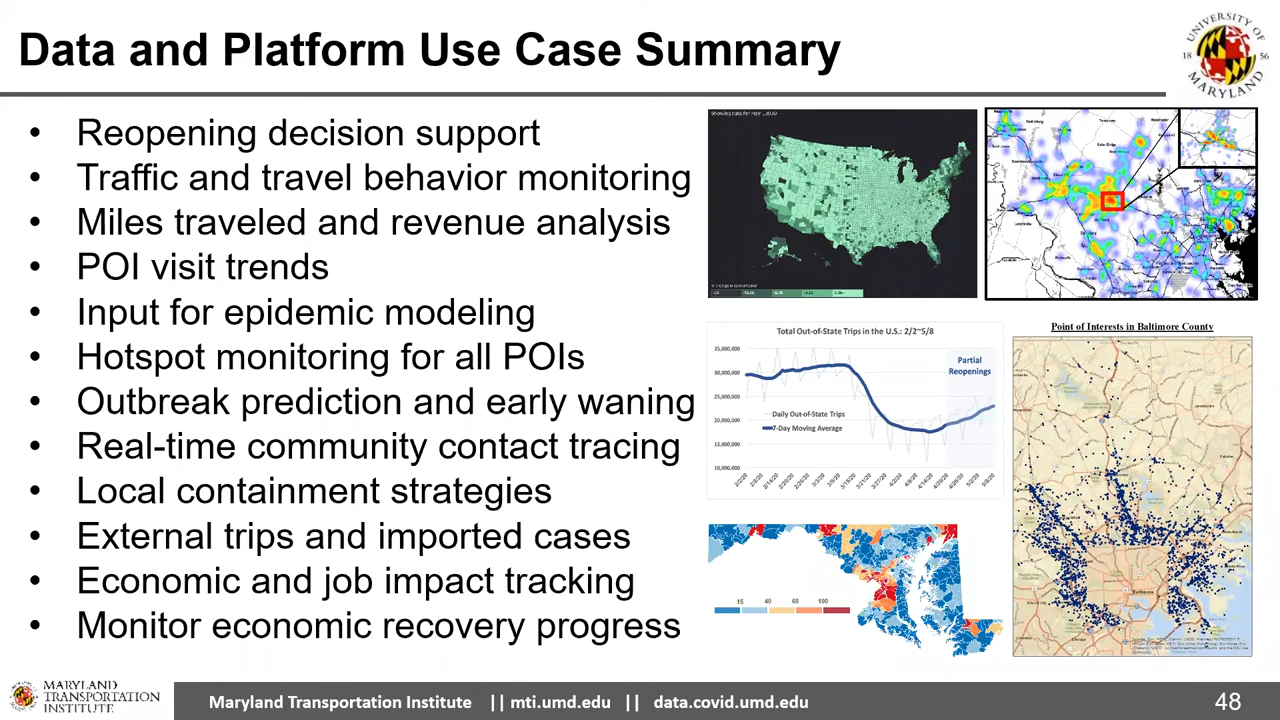 Data and Platform Use Case Summary
UNIVERSITY OF
18 56
MARYLAND
• Reopening decision support
• Traffic and travel behavior monitoring
• Miles traveled and revenue analysis
• POI visit trends
• Input for epidemic modeling
• Hotspot monitoring for all POIs
• Outbreak prediction and early waning
• Real-time community contact tracing
• Local containment strategies
• External trips and imported cases
• Economic and job impact tracking
• Monitor economic recovery progress
Total Out-of-State Trips in the U.S.: 2/2~5/8
35,000,000
30,000,000
25,000,000
20,000,000
15,000,000
10,000,000
Partial
Reopenings
Daily Out-of-State Trips
7-Day Moving Average
Point of Interests in Baltimore County
Baltimore
15 40 60 100
MARYLAND
TRANSPORTATION
INSTITUTE
Maryland Transportation Institute || mti.umd.edu || data.covid.umd.edu
48